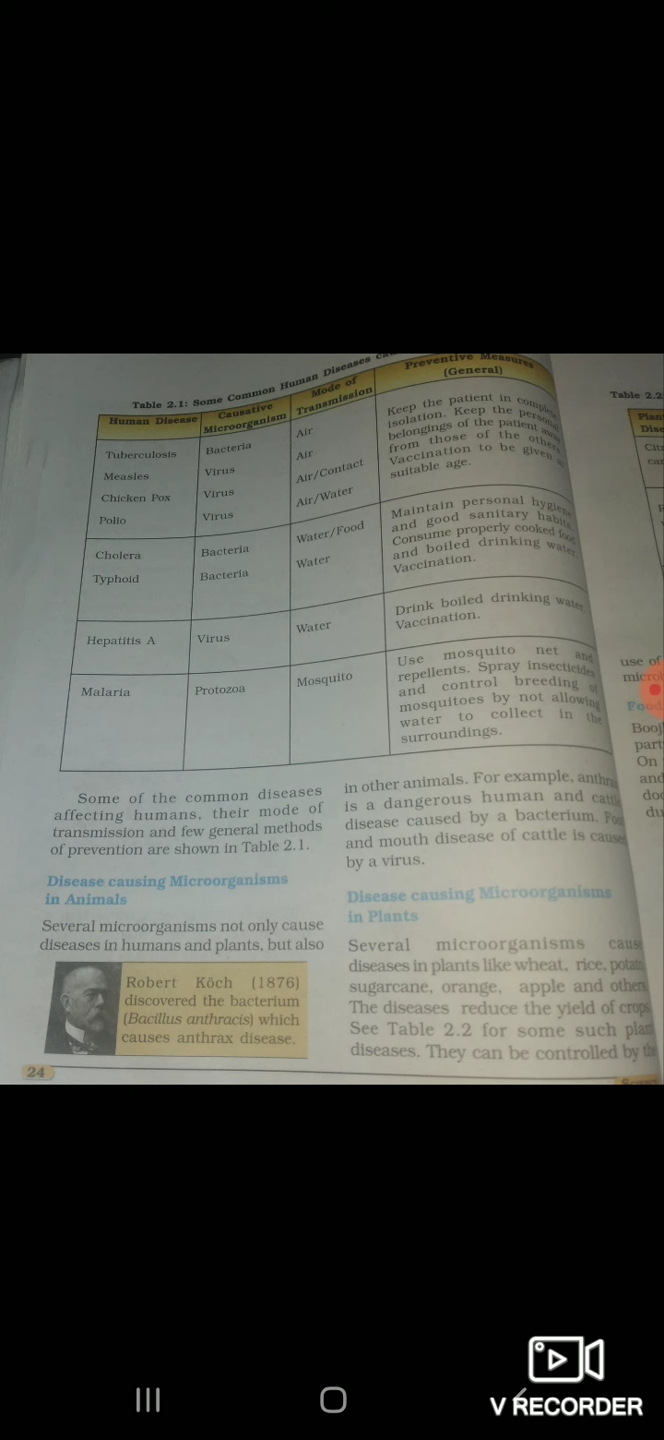 Table 2.1: Some Common Human Diseases
Human Disease
Causative
Microorganism
Mode of
Transmission
Preventive Measures
(General)
Tuberculosis
Measles
Chicken Pox
Polio
Bacteria
Virus
Virus
Virus
Air
Air
Air/Contact
Air/Water
Keep the patient in
isolation. Keep the
belongings of the patient away
from those of the others
Vaccination to be given
suitable age.
Cholera
Typhoid
Bacteria
Bacteria
Water/Food
Water
Maintain personal
and good sanitary habits
Consume properly cooked food
and boiled drinking water
Vaccination.
Hepatitis A
Virus
Water
Drink boiled drinking water
Vaccination.
Malaria
Protozoa
Mosquito
Use mosquito net and
repellents. Spray insecticides
and control breeding of
mosquitoes by not allowing
water to collect in the
surroundings.
Some of the common diseases
affecting humans, their mode of
transmission and few general methods
of prevention are shown in Table 2.1.
Disease causing Microorganisms
in Animals
Several microorganisms not only cause
diseases in humans and plants, but also
Robert Köch (1876)
discovered the bacterium
(Bacillus anthracis) which
causes anthrax disease.
24
in other animals. For example,
is a dangerous human and cattle
disease caused by a bacterium.
and mouth disease of cattle is
by a virus.
Disease causing Microorganisms
in Plants
Several microorganisms
diseases in plants like wheat, rice,
sugarcane, orange, apple and
The diseases reduce the yield of crops
See Table 2.2 for some such
diseases. They can be controlled by the
Table 2.2
use of
On
and
V RECORDER